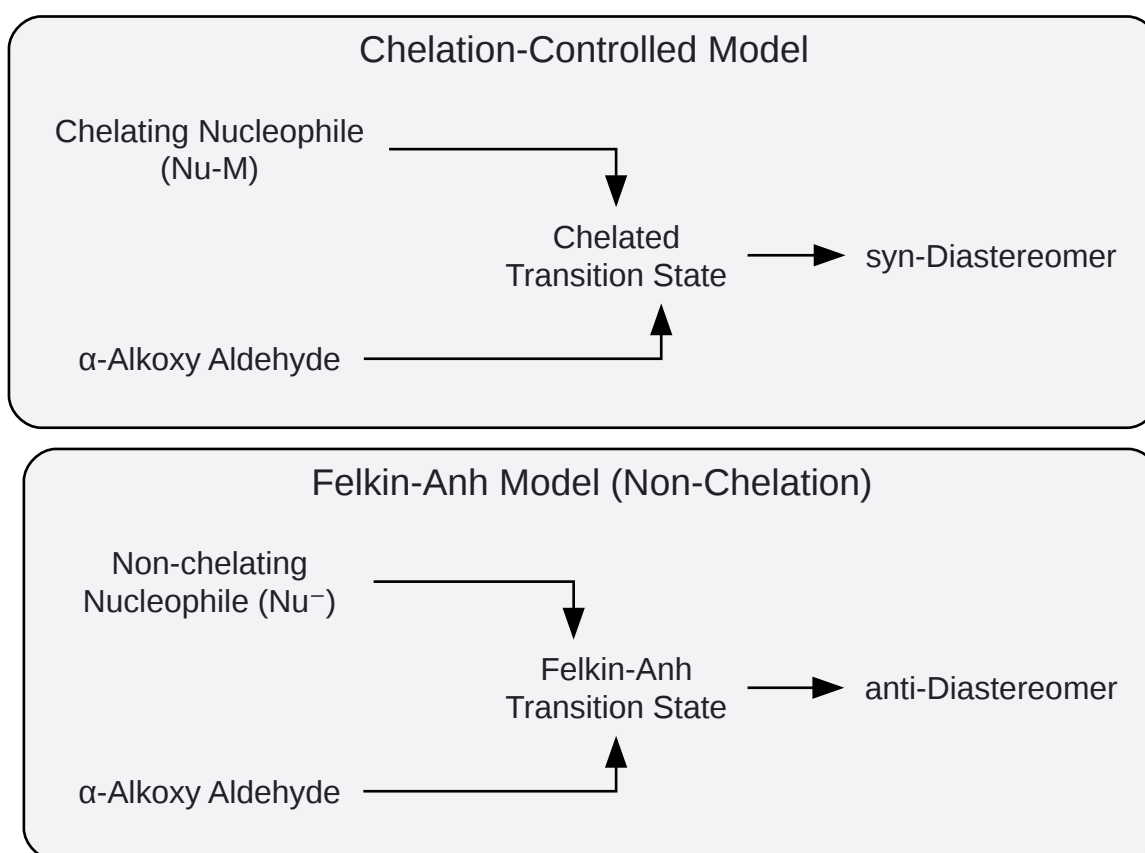 Chelation-Controlled Model
Chelating Nucleophile
(Nu-M)
Chelated
Transition State
syn-Diastereomer
α-Alkoxy Aldehyde
Felkin-Anh Model (Non-Chelation)
Non-chelating
Nucleophile (Nu⁻)
Felkin-Anh
Transition State
anti-Diastereomer
α-Alkoxy Aldehyde